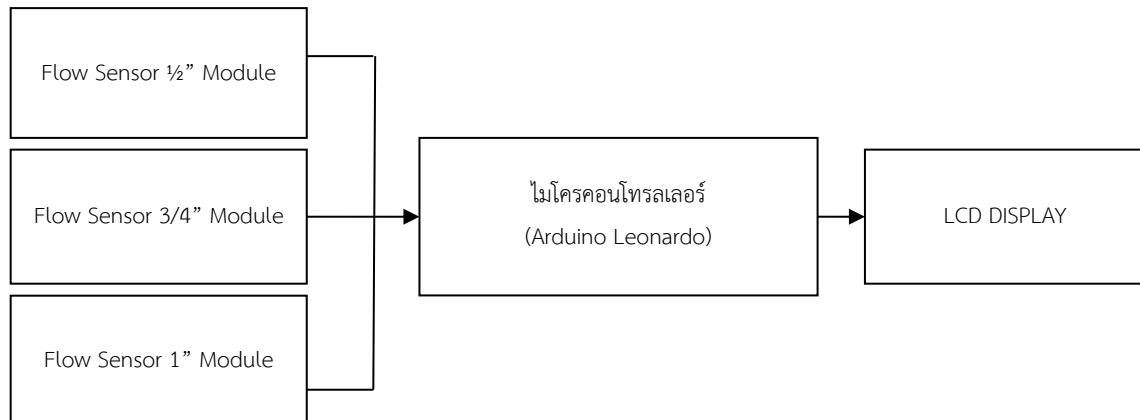 Flow Sensor ½” Module
Flow Sensor 3/4” Module
Flow Sensor 1” Module
ไมโครคอนโทรลเลอร์
(Arduino Leonardo)
LCD DISPLAY